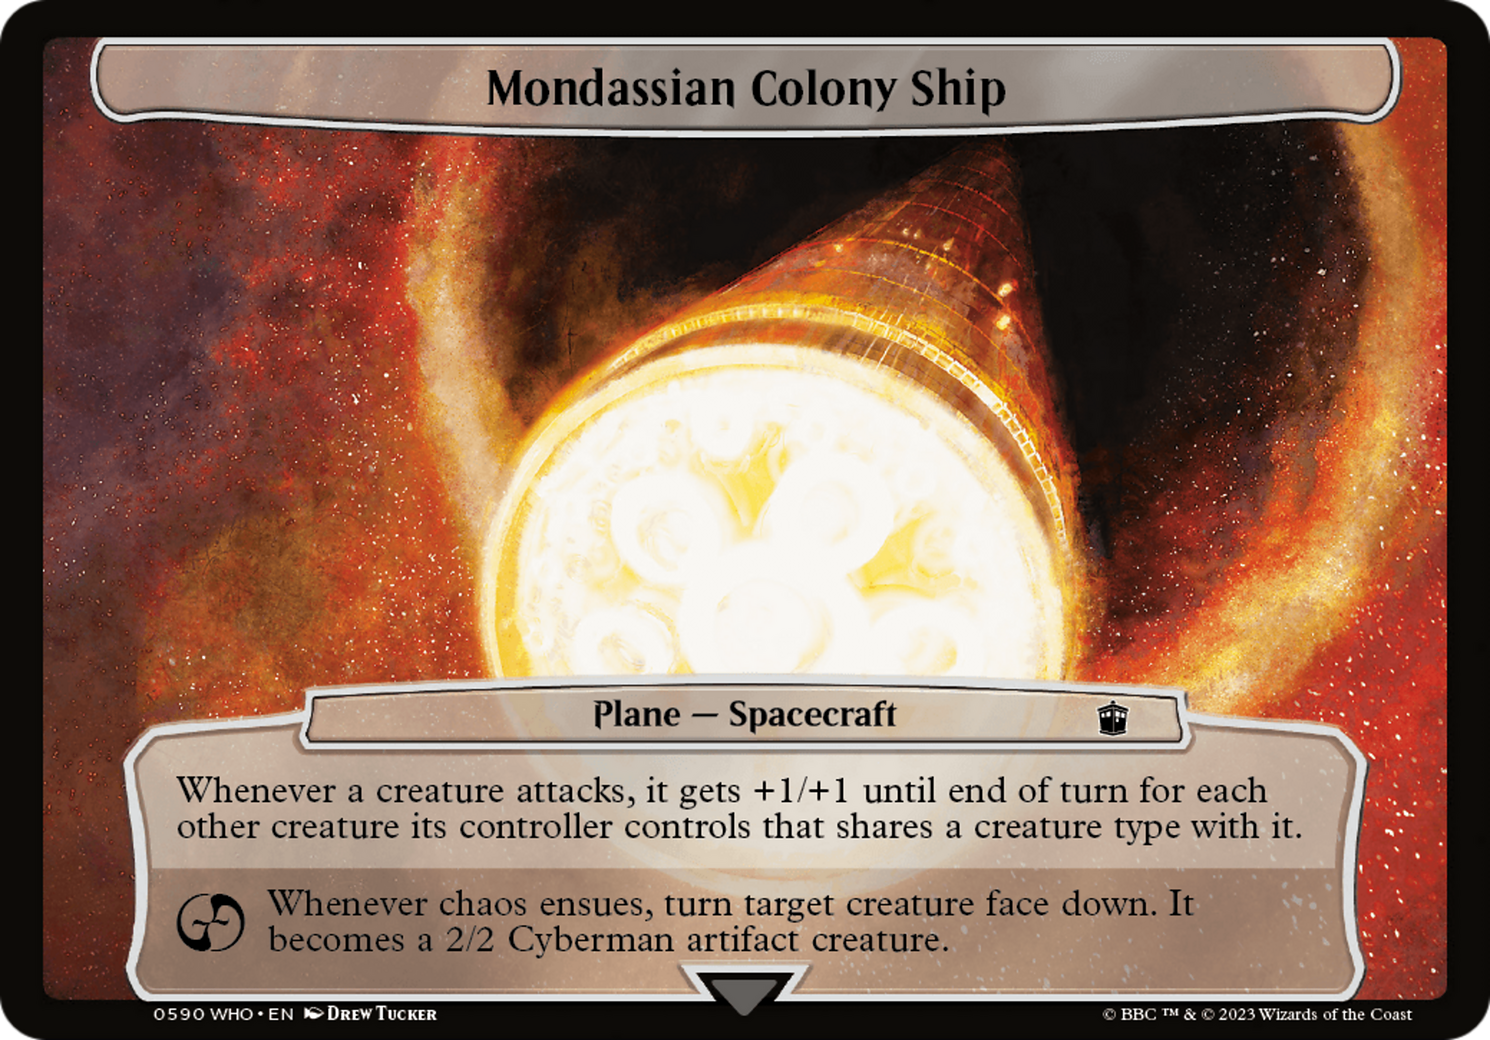 Mondassian Colony Ship
Plane — Spacecraft
Whenever a creature attacks, it gets +1/+1 until end of turn for each
other creature its controller controls that shares a creature type with it.
Whenever chaos ensues, turn target creature face down. It
becomes a 2/2 Cyberman artifact creature.
0590 WHO • EN DREW TUCKER
© BBC ™ & © 2023 Wizards of the Coast